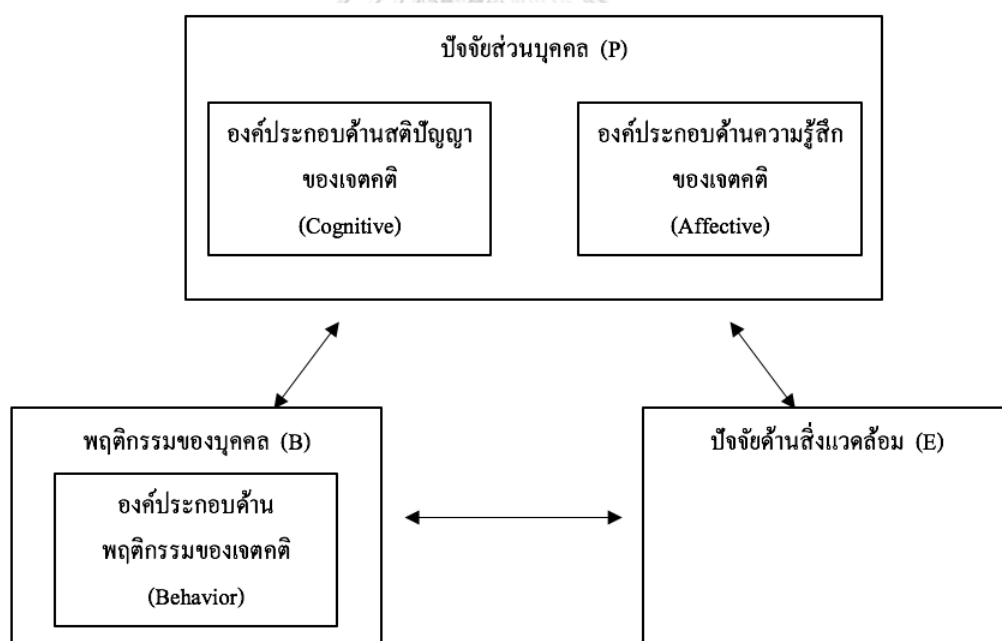 ปัจจัยส่วนบุคคล (P)
องค์ประกอบด้านสติปัญญา
ของเจตคติ
(Cognitive)
องค์ประกอบด้านความรู้สึก
ของเจตคติ
(Affective)
พฤติกรรมของบุคคล (B)
องค์ประกอบด้าน
พฤติกรรมของเจตคติ
(Behavior)
ปัจจัยด้านสิ่งแวดล้อม (E)